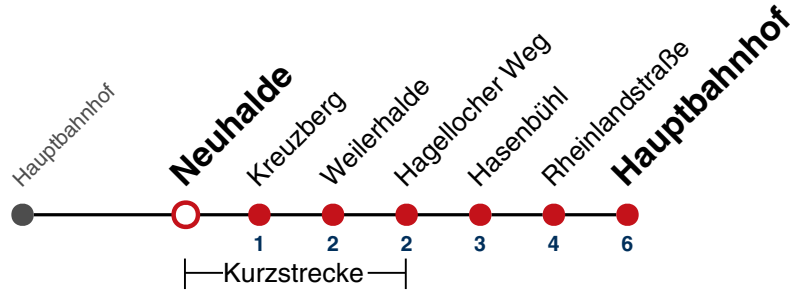 Hauptbahnhof
Neuhalde
Kreuzberg
Weilerhalde
Hagellocher Weg
Hasenbühl
Rheinlandstraße
Hauptbahnhof
1 2 2 3 4 6
Kurzstrecke